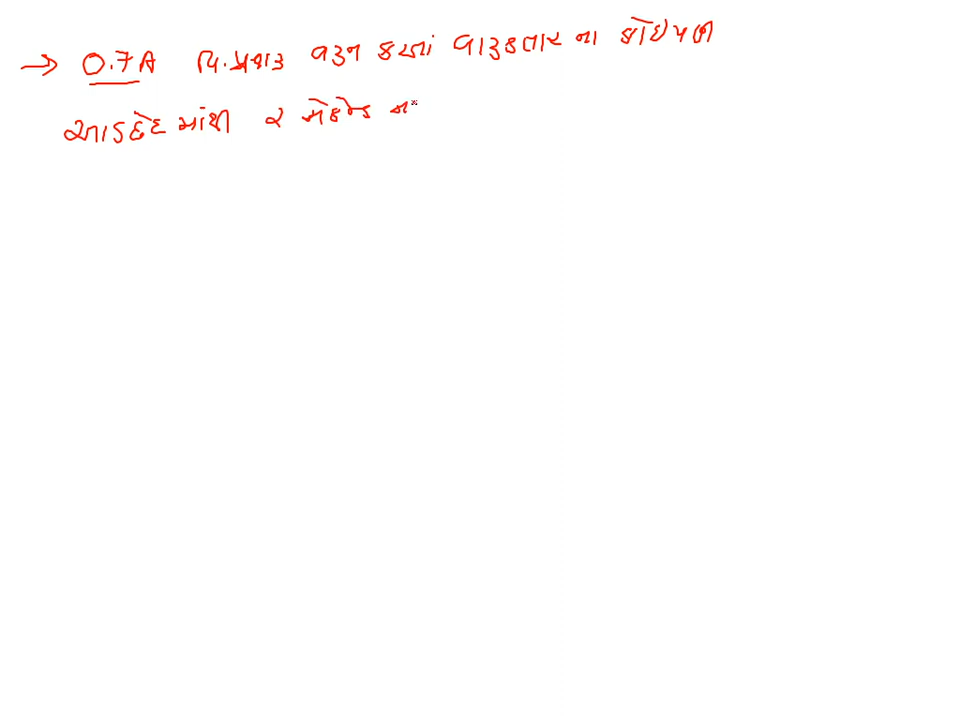 → 0.7A વિ.પ્રવાહ વહન કરતાં વાહકતાર ના કોઈપણ
આડછેદ માંથી ૨ સેકન્ડ મા